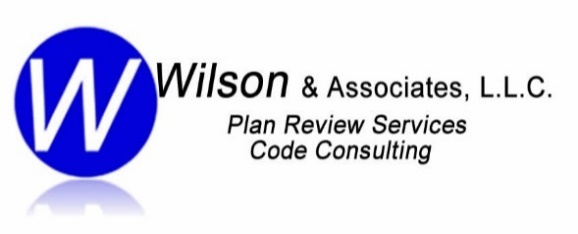 W
Wilson & Associates, L.L.C.
Plan Review Services
Code Consulting